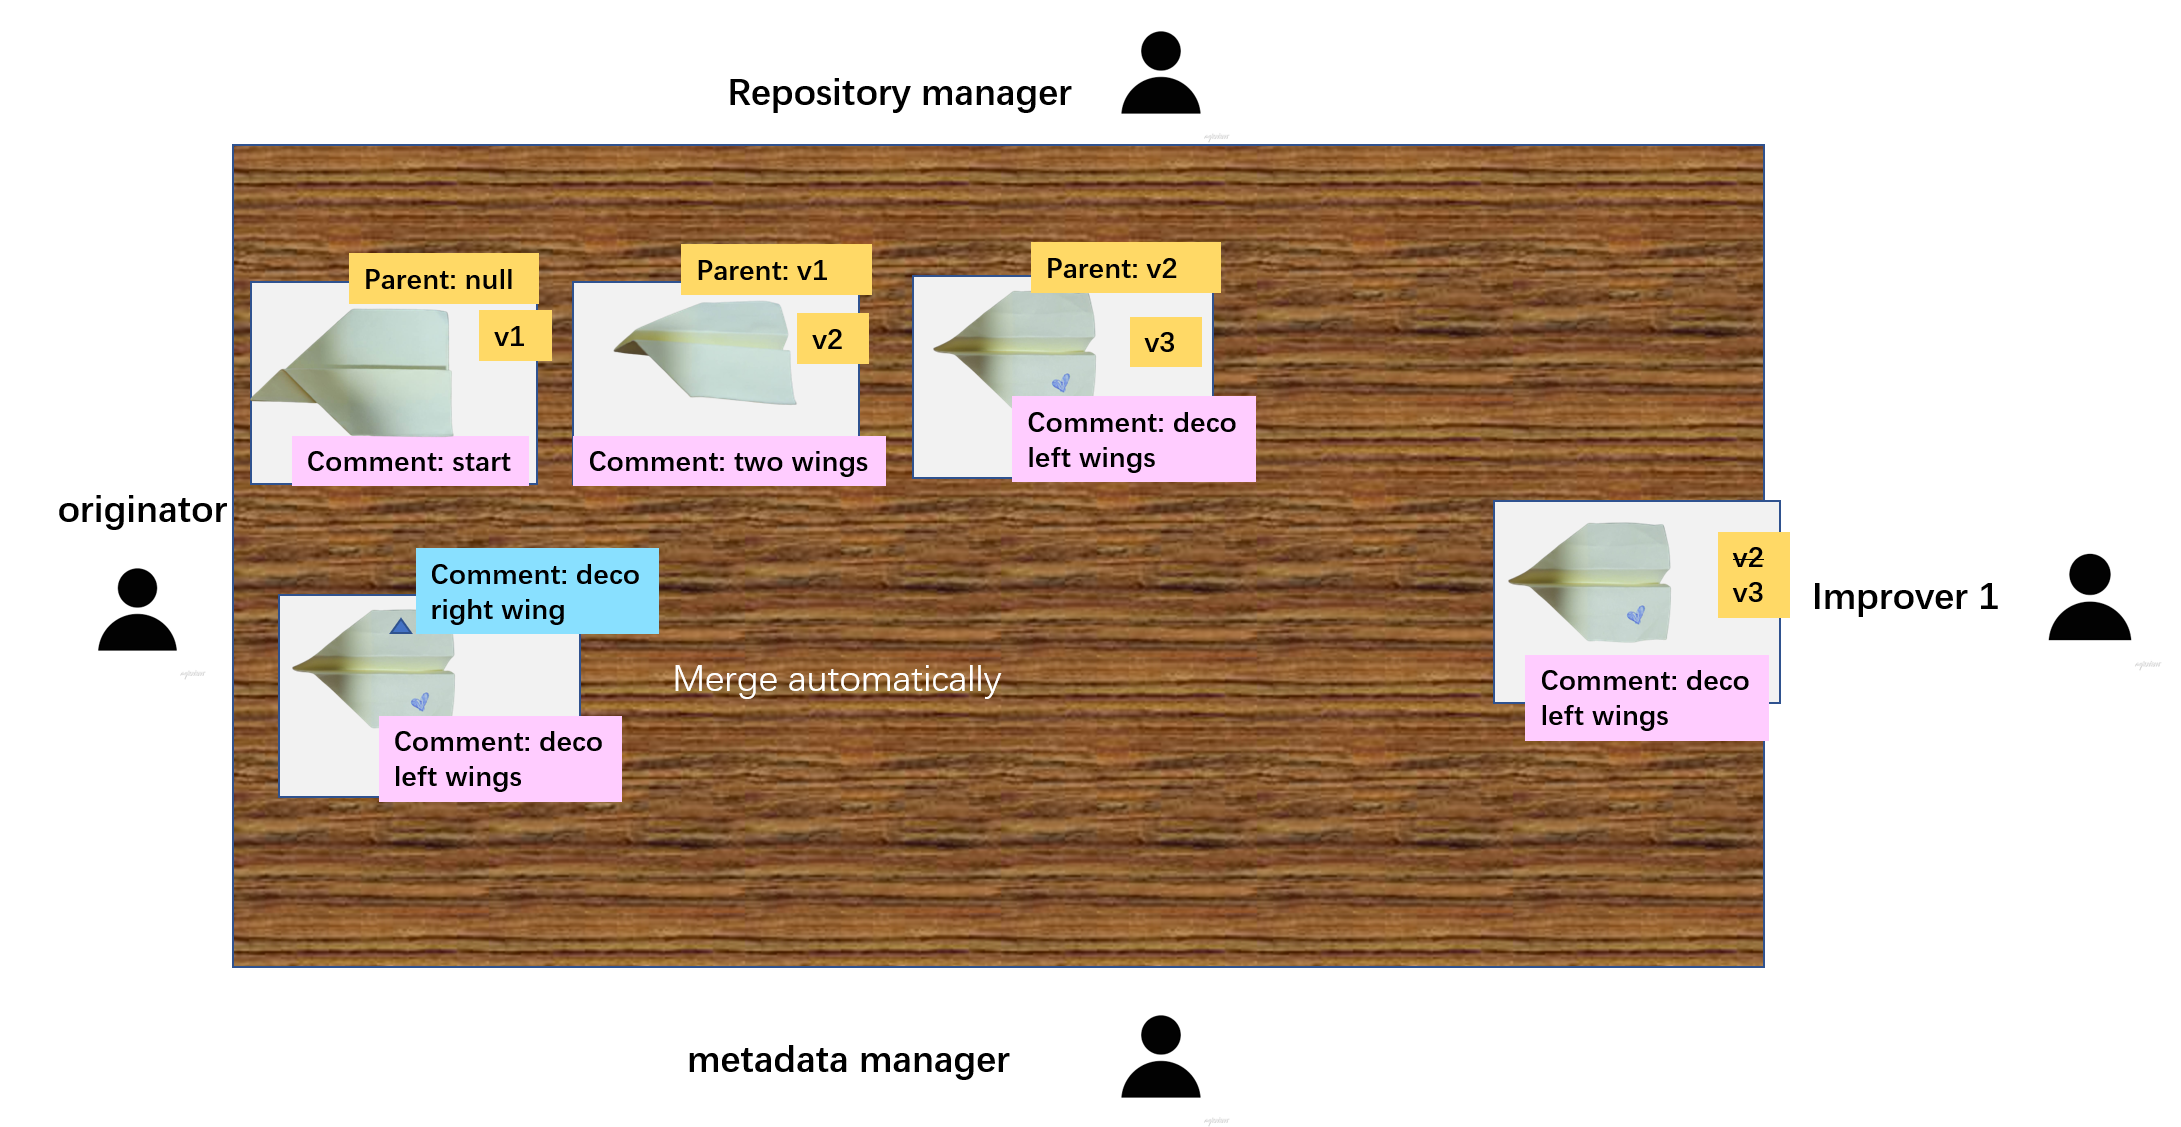 Repository manager
Parent: null
v1
Comment: start
Parent: v1
v2
Comment: two wings
Parent: v2
v3
Comment: deco
left wings
originator
Comment: deco
right wing
Comment: deco
left wings
Merge automatically
v2
v3
Comment: deco
left wings
Improver 1
metadata manager